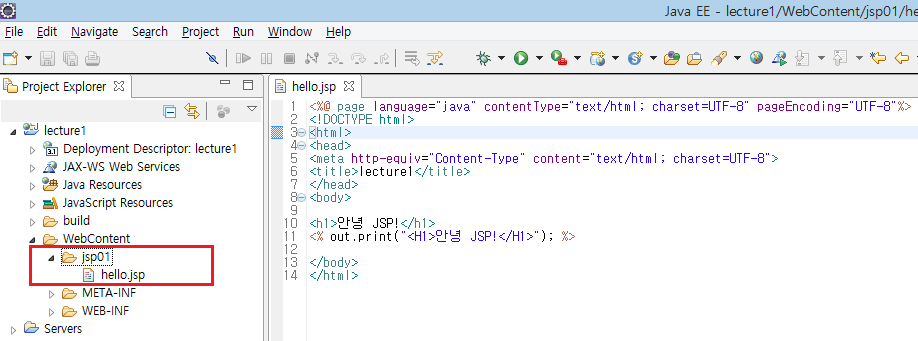 Java EE - lecture1/WebContent/jsp01/he
File Edit Navigate Search Project Run Window Help
Project Explorer
lecture1
Deployment Descriptor: lecture1
JAX-WS Web Services
Java Resources
JavaScript Resources
build
WebContent
jsp01
hello.jsp
META-INF
WEB-INF
Servers
hello.jsp
1 <%@ page language="java" contentType="text/html; charset=UTF-8" pageEncoding="UTF-8"%>
2 <!DOCTYPE html>
3 <html>
4 <head>
5 <meta http-equiv="Content-Type" content="text/html; charset=UTF-8">
6 <title>lecture1</title>
7 </head>
8 <body>
9
10 <h1>안녕 JSP!</h1>
11 <% out.print("<H1>안녕 JSP!</H1>"); %>
12
13 </body>
14 </html>